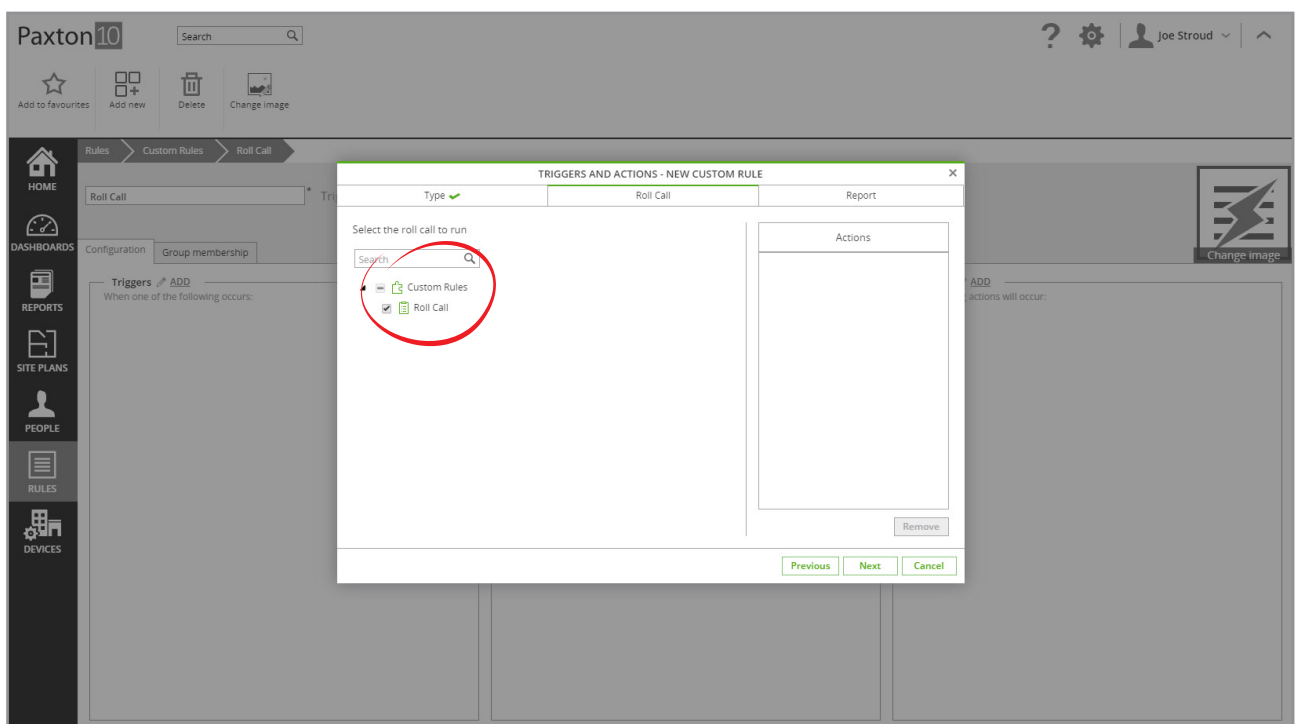 Paxton10
Search
Joe Stroud
Add to favourites
Add new
Delete
Change image
Rules
Custom Rules
Roll Call
HOME
DASHBOARDS
REPORTS
SITE PLANS
PEOPLE
RULES
DEVICES
Roll Call
* Tri
Change image
Configuration
Group membership
Triggers ADD
When one of the following occurs:
ADD
actions will occur:
TRIGGERS AND ACTIONS - NEW CUSTOM RULE
Type
Roll Call
Report
Select the roll call to run
Search
Custom Rules
Roll Call
Actions
Remove
Previous
Next
Cancel